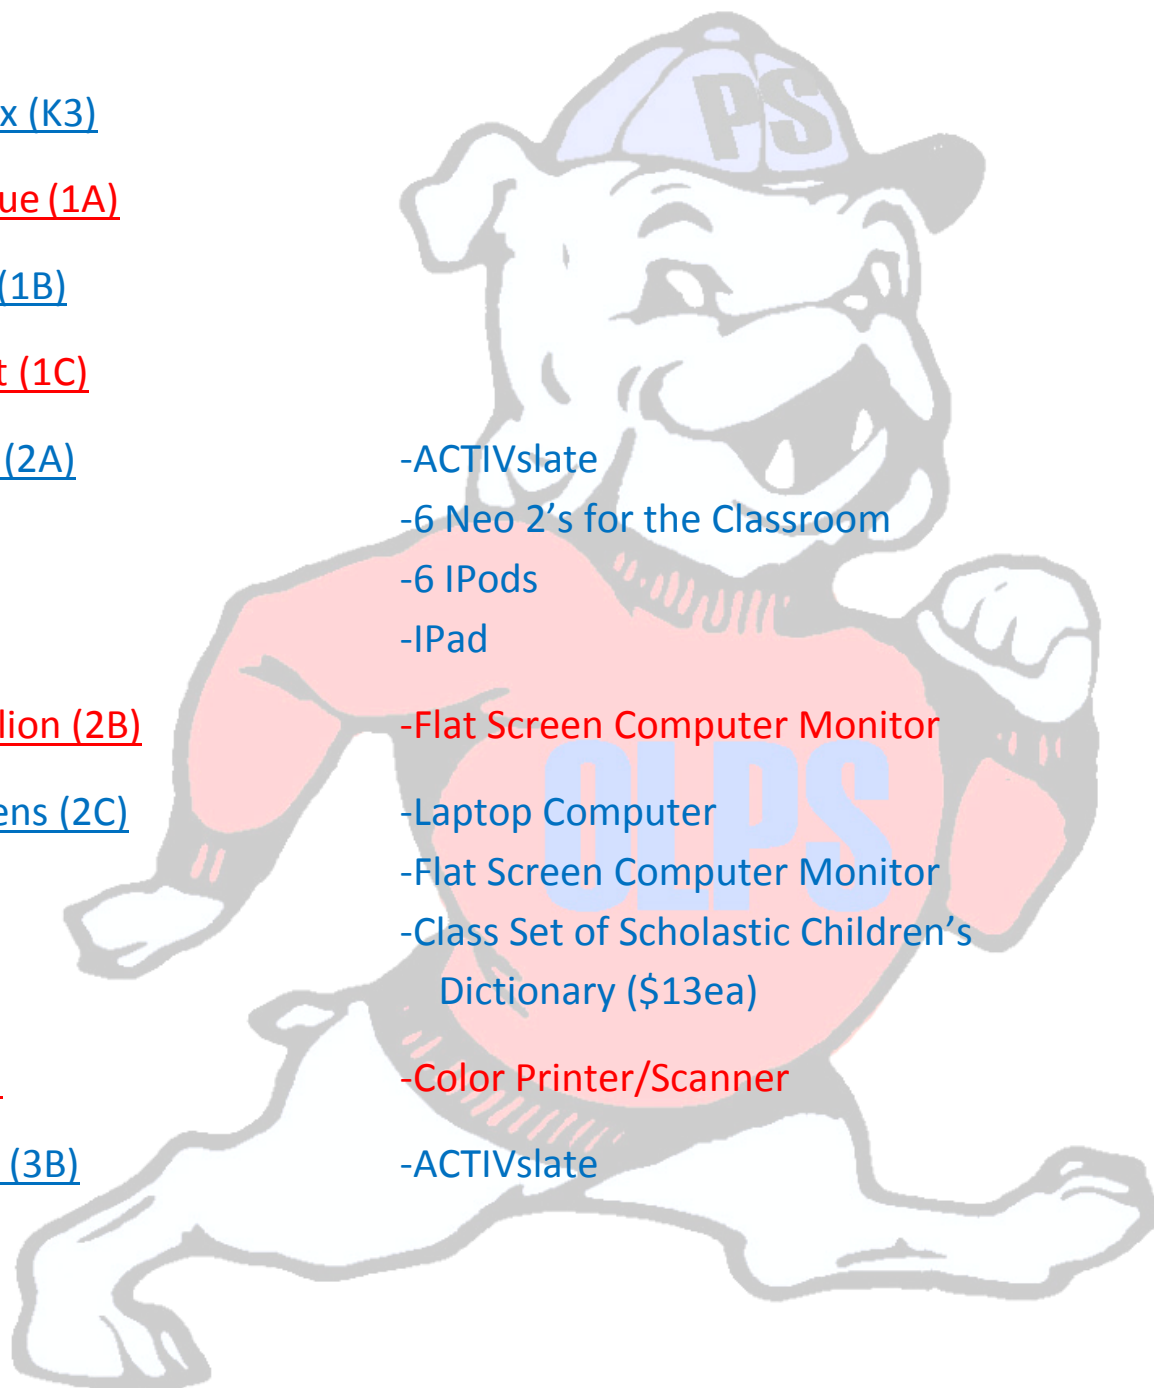 PS
x (K3)
ue (1A)
(1B)
t (1C)
(2A) -ACTIVslate
-6 Neo 2’s for the Classroom
-6 IPods
-IPad
lion (2B) -Flat Screen Computer Monitor
ens (2C) -Laptop Computer
-Flat Screen Computer Monitor
-Class Set of Scholastic Children’s
Dictionary ($13ea)
-Color Printer/Scanner
(3B) -ACTIVslate
OLPS